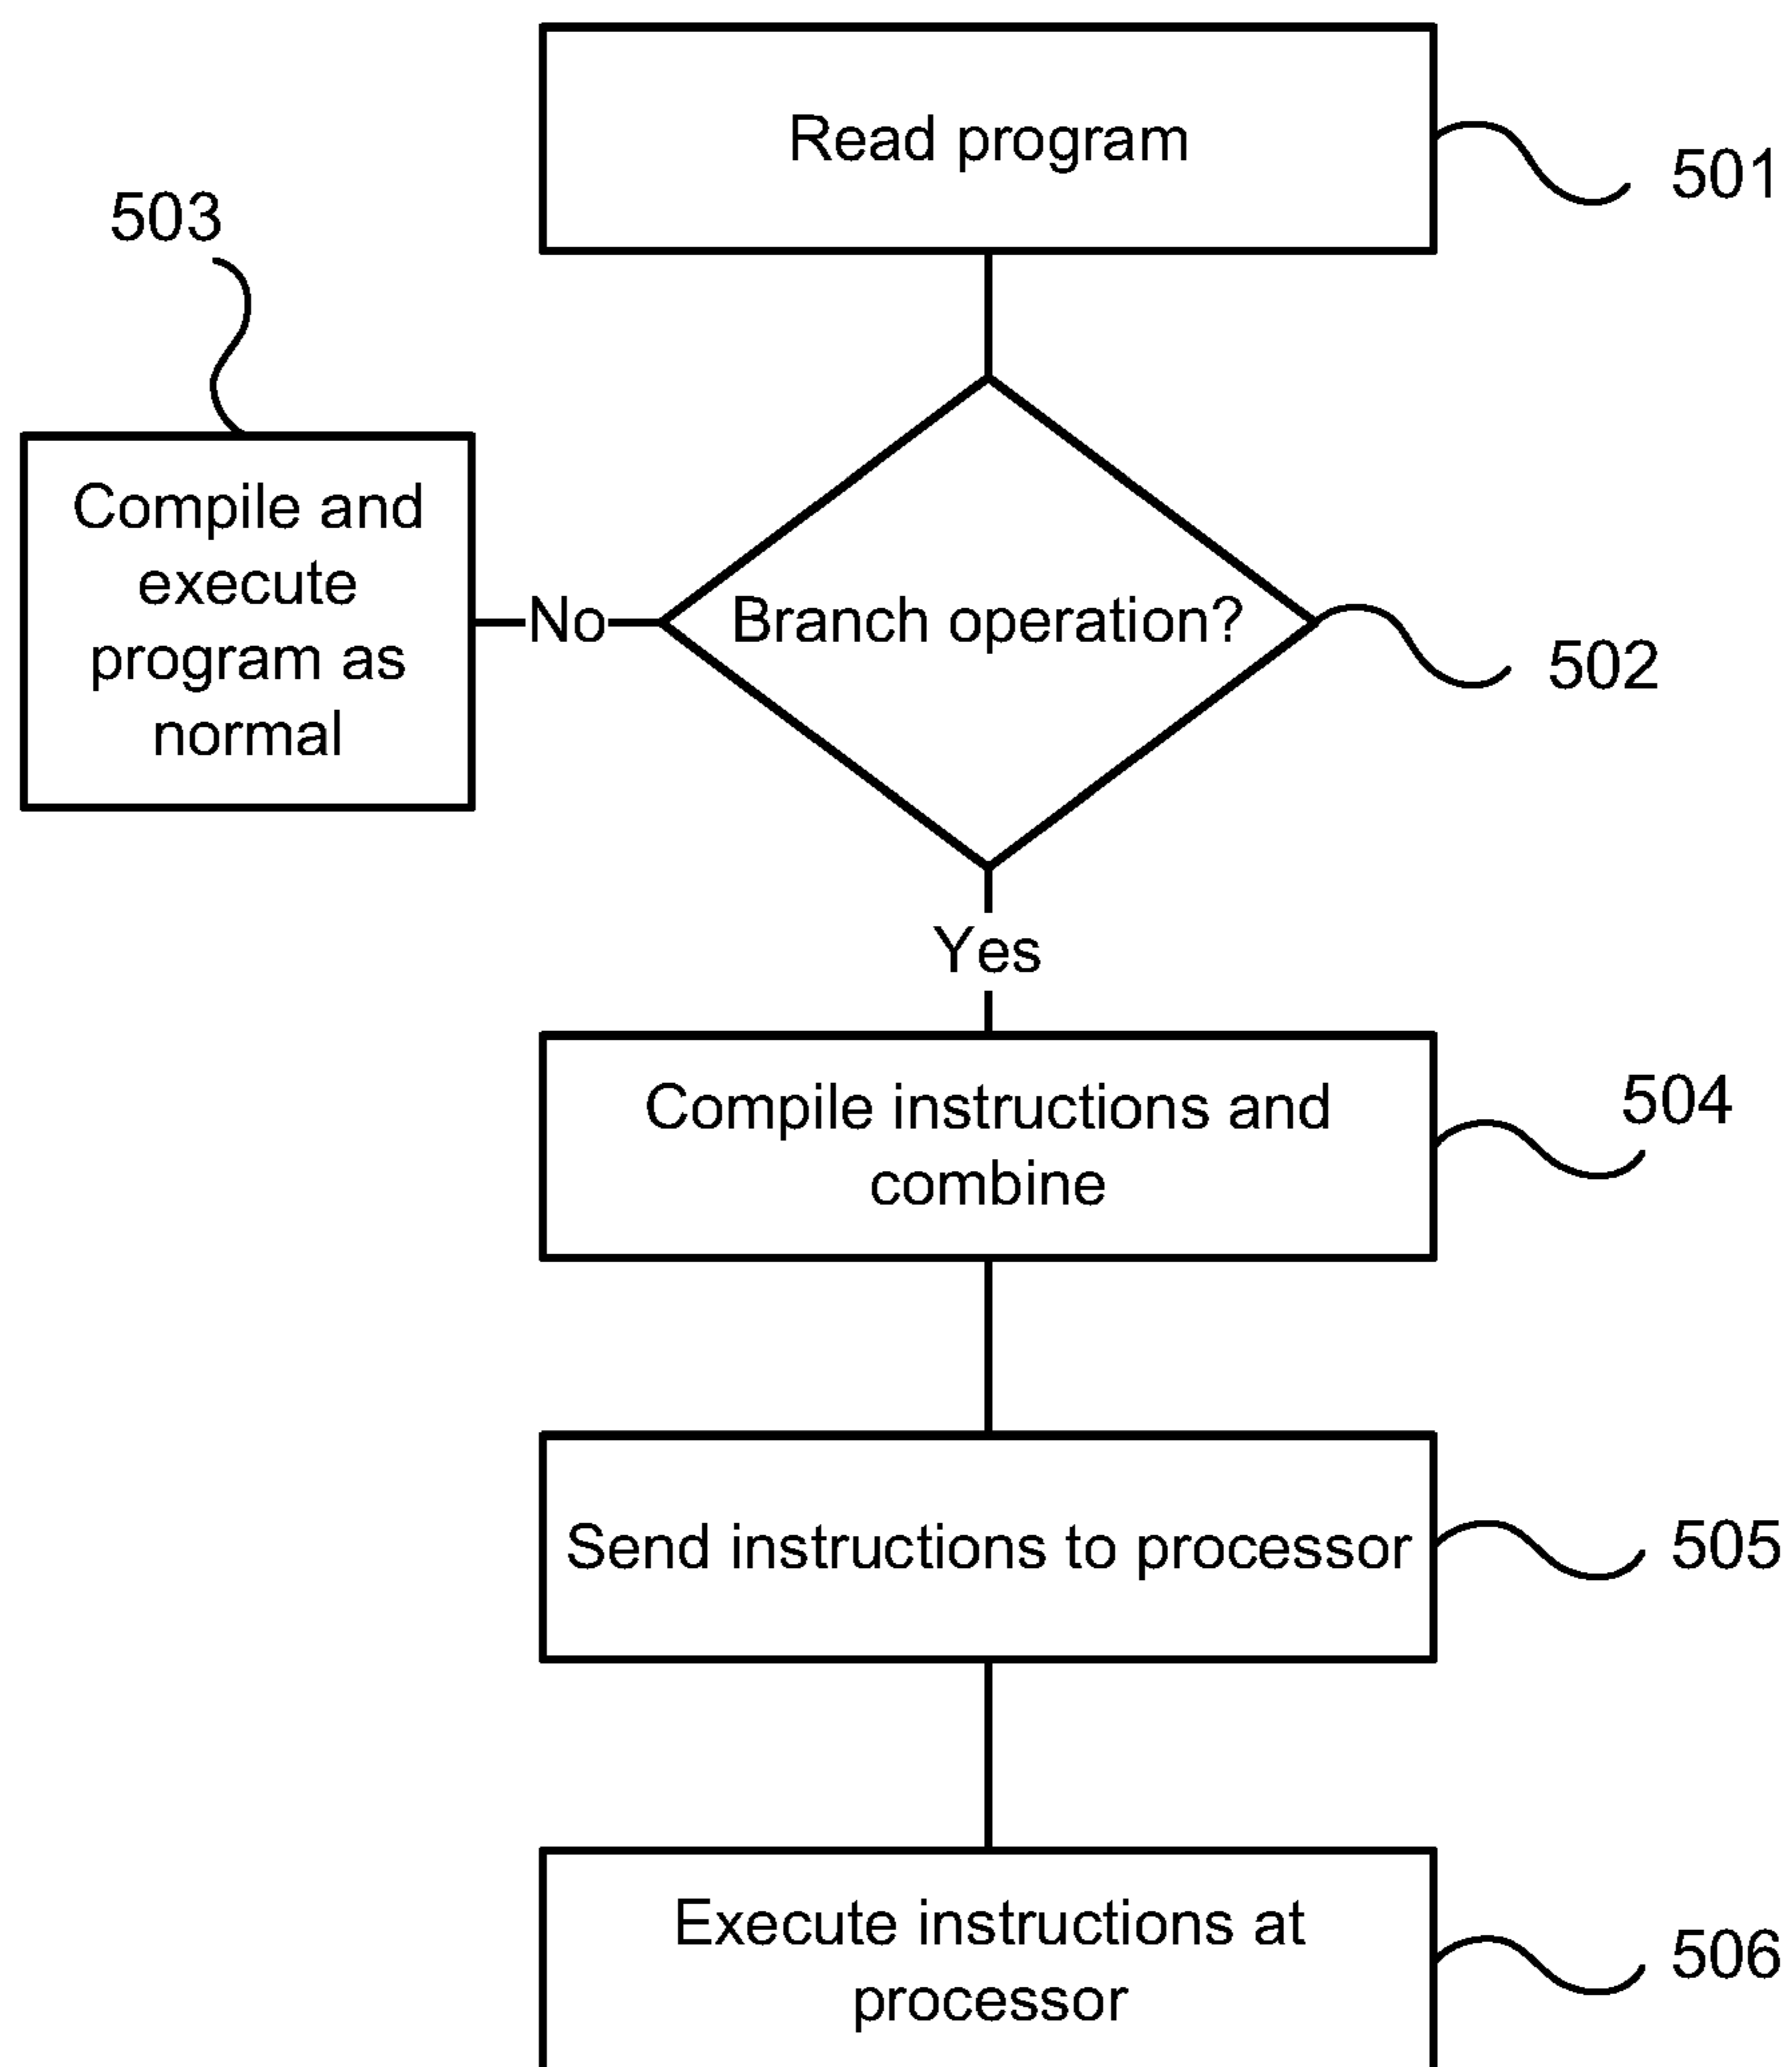 Read program
501
503
Compile and
execute
program as
normal
No
Branch operation?
502
Yes
Compile instructions and
combine
504
Send instructions to processor
505
Execute instructions at
processor
506